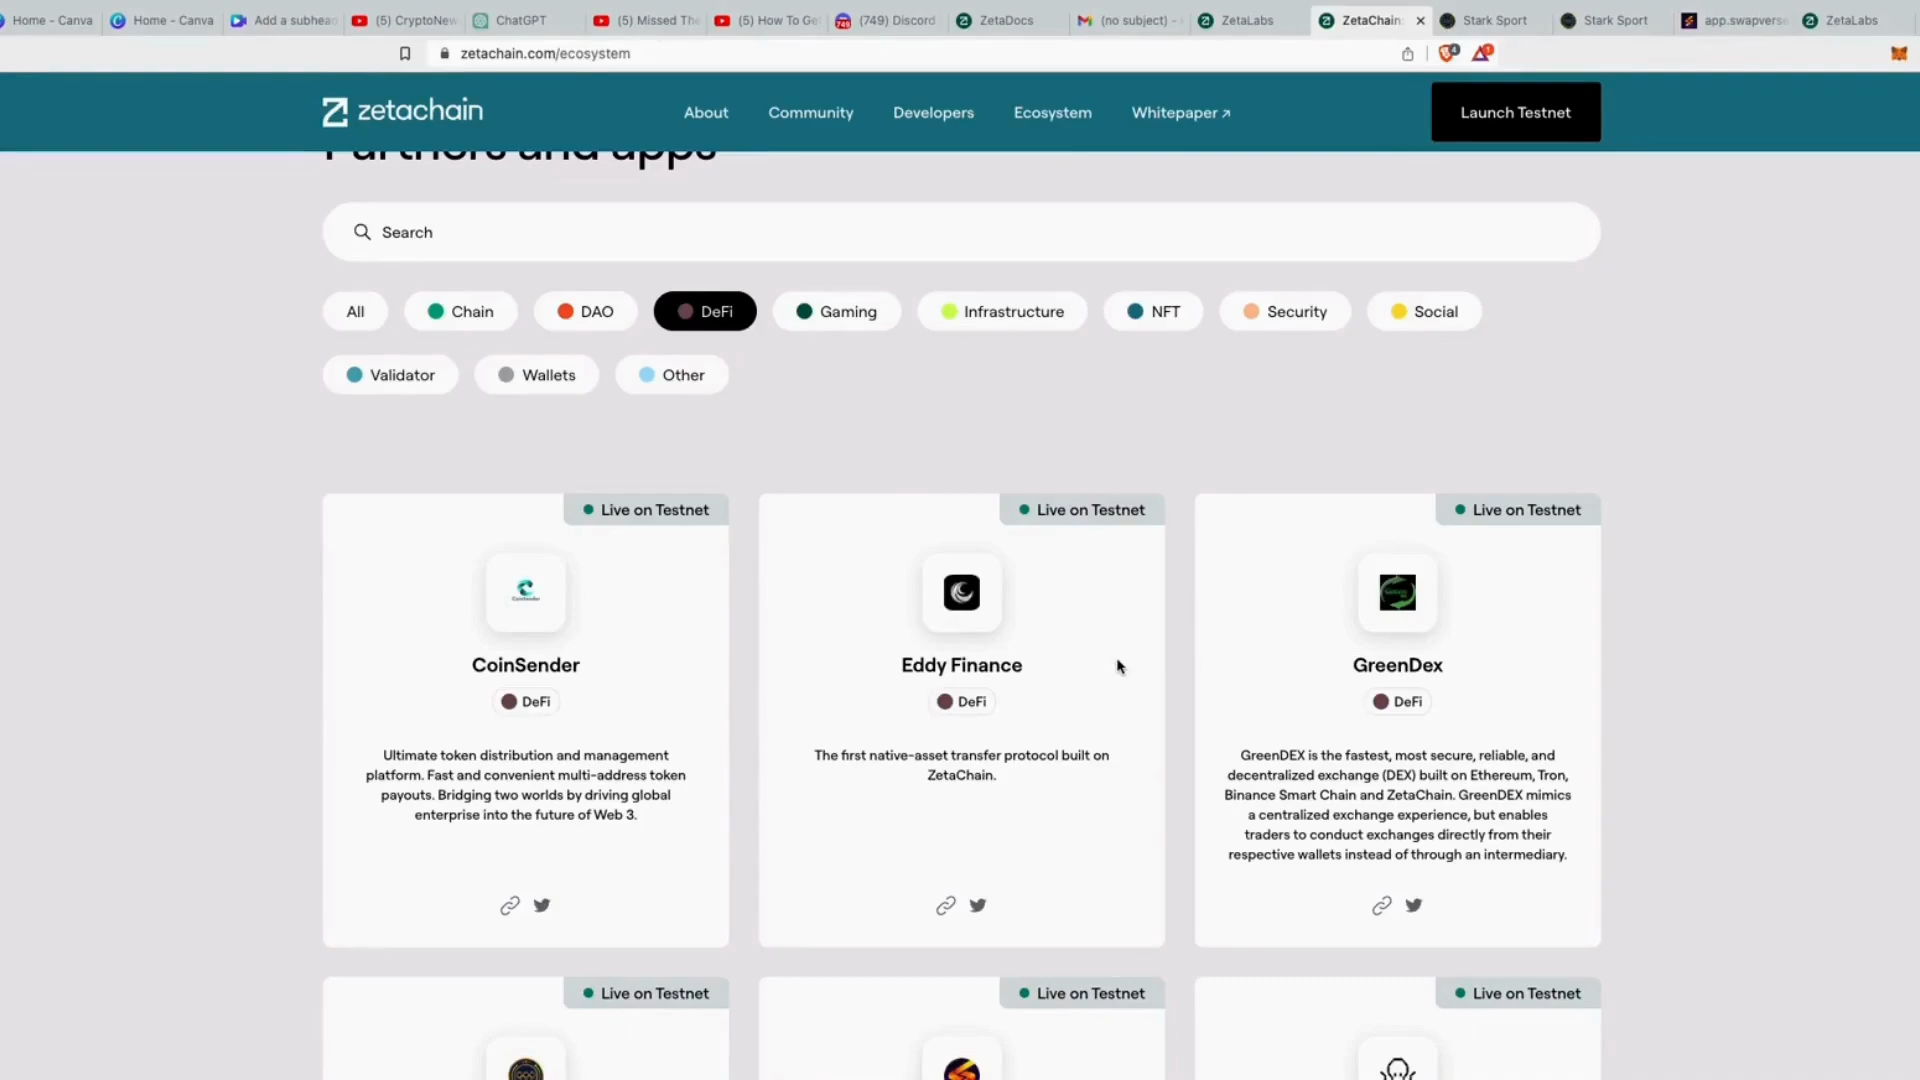 Home - Canva
Home - Canva
Add a subhea
(5) CryptoNew
ChatGPT
(5) Missed The
(5) How To Ge
(749) Discord
ZetaDocs
(no subject) -
ZetaLabs
ZetaChain:
Stark Sport
Stark Sport
app.swapverse
ZetaLabs
zetachain.com/ecosystem
zetachain
About
Community
Developers
Ecosystem
Whitepaper ↗
Launch Testnet
Partners and apps
Search
All
Chain
DAO
DeFi
Gaming
Infrastructure
NFT
Security
Social
Validator
Wallets
Other
Live on Testnet
CoinSender
DeFi
Ultimate token distribution and management
platform. Fast and convenient multi-address token
payouts. Bridging two worlds by driving global
enterprise into the future of Web 3.
Live on Testnet
Eddy Finance
DeFi
The first native-asset transfer protocol built on
ZetaChain.
Live on Testnet
GreenDex
DeFi
GreenDEX is the fastest, most secure, reliable, and
decentralized exchange (DEX) built on Ethereum, Tron,
Binance Smart Chain and ZetaChain. GreenDEX mimics
a centralized exchange experience, but enables
traders to conduct exchanges directly from their
respective wallets instead of through an intermediary.
Live on Testnet
Live on Testnet
Live on Testnet